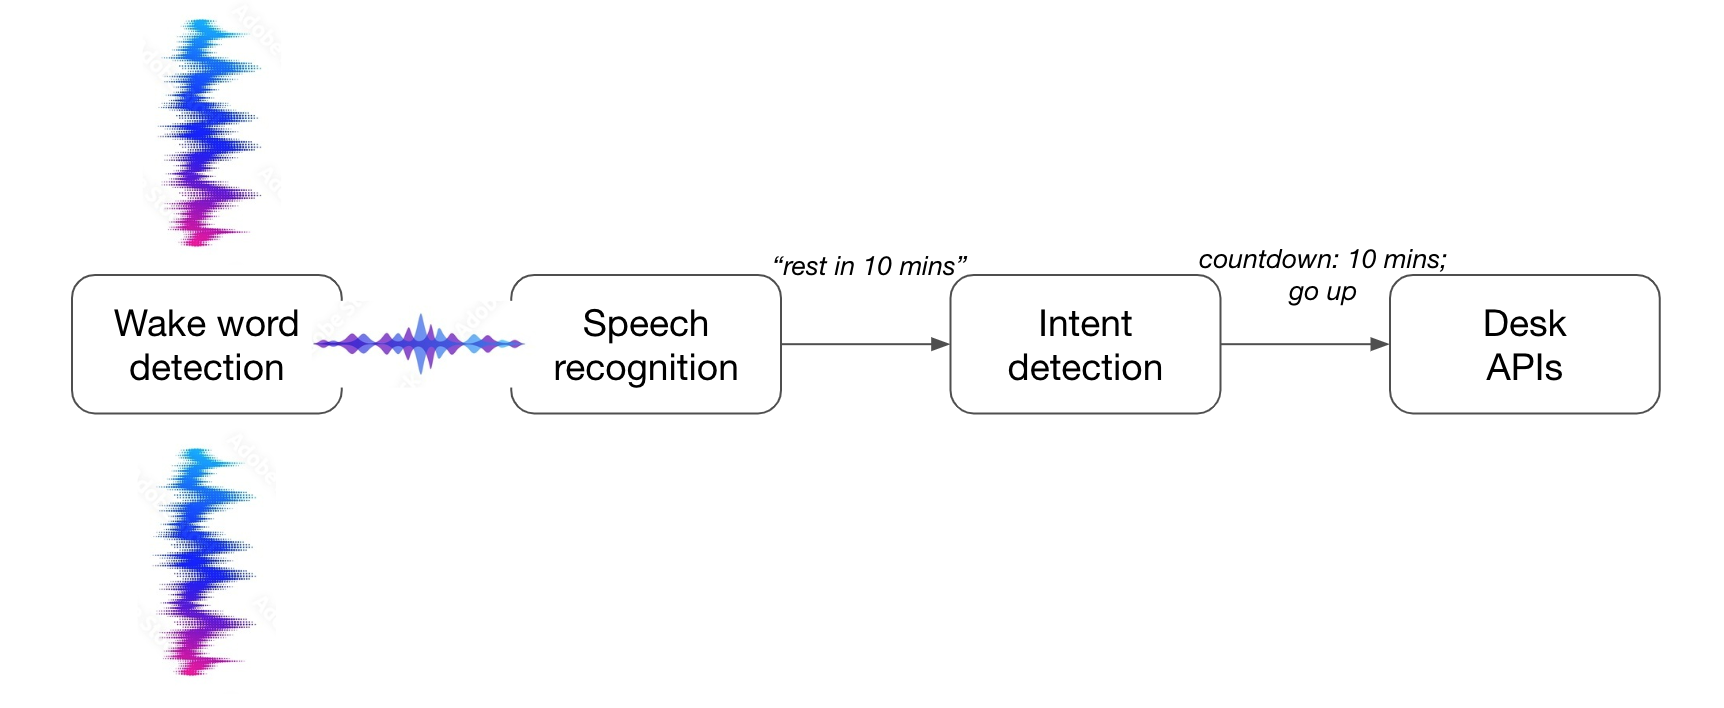 “rest in 10 mins”
countdown: 10 mins;
go up
Wake word
detection
Speech
recognition
Intent
detection
Desk
APIs